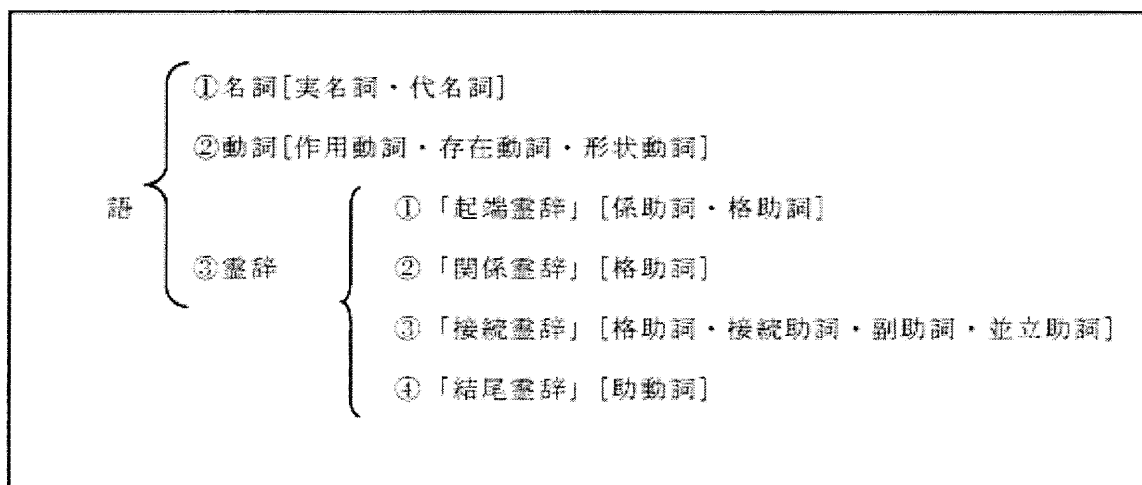 ①名詞[実名詞・代名詞]
②動詞[作用動詞・存在動詞・形状動詞]
語
③霊辞
①「起端霊辞」[係助詞・格助詞]
②「関係霊辞」[格助詞]
③「接続霊辞」[格助詞・接続助詞・副助詞・並立助詞]
④「結尾霊辞」[助動詞]